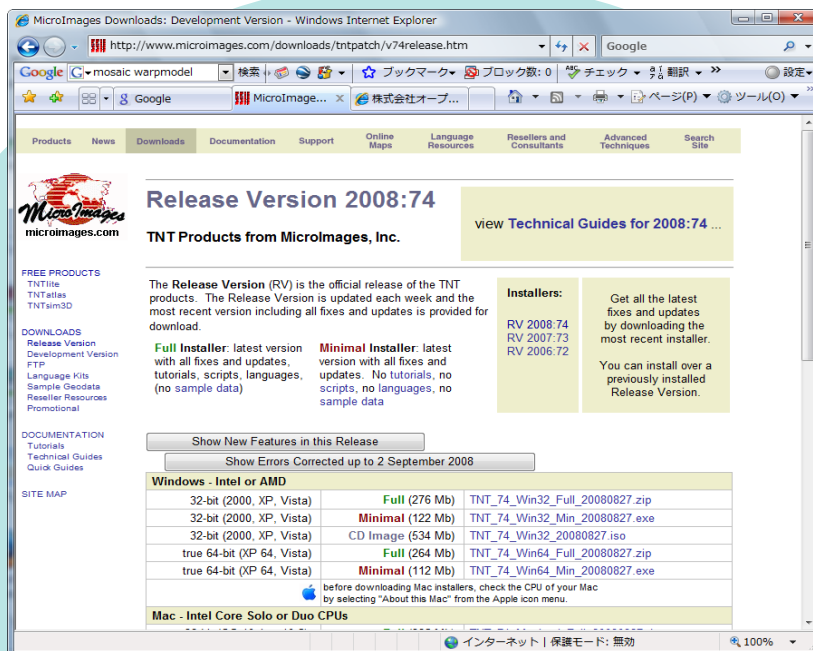 MicroImages Downloads: Development Version - Windows Internet Explorer
http://www.microimages.com/downloads/tntpatch/v74release.htm
Google
Google
mosaic warpmodel
検索
ブックマーク
ブロック数: 0
チェック
翻訳
設定
Google
MicroImage...
株式会社オープ...
ページ(P)
ツール(O)
Products
News
Downloads
Documentation
Support
Online Maps
Language Resources
Resellers and Consultants
Advanced Techniques
Search Site
MicroImages
microimages.com
Release Version 2008:74
TNT Products from MicroImages, Inc.
view Technical Guides for 2008:74 ...
FREE PRODUCTS
TNTlite
TNTatlas
TNTsim3D
DOWNLOADS
Release Version
Development Version
FTP
Language Kits
Sample Geodata
Reseller Resources
Promotional
DOCUMENTATION
Tutorials
Technical Guides
Quick Guides
SITE MAP
The Release Version (RV) is the official release of the TNT
products. The Release Version is updated each week and the
most recent version including all fixes and updates is provided for
download.
Full Installer: latest version
with all fixes and updates,
tutorials, scripts, languages,
(no sample data)
Minimal Installer: latest
version with all fixes and
updates. No tutorials, no
scripts, no languages, no
sample data
Installers:
RV 2008:74
RV 2007:73
RV 2006:72
Get all the latest
fixes and updates
by downloading the
most recent installer.
You can install over a
previously installed
Release Version.
Show New Features in this Release
Show Errors Corrected up to 2 September 2008
Windows - Intel or AMD
32-bit (2000, XP, Vista) Full (276 Mb) TNT_74_Win32_Full_20080827.zip
32-bit (2000, XP, Vista) Minimal (122 Mb) TNT_74_Win32_Min_20080827.exe
32-bit (2000, XP, Vista) CD Image (534 Mb) TNT_74_Win32_20080827.iso
true 64-bit (XP 64, Vista) Full (264 Mb) TNT_74_Win64_Full_20080827.zip
true 64-bit (XP 64, Vista) Minimal (112 Mb) TNT_74_Win64_Min_20080827.exe
before downloading Mac installers, check the CPU of your Mac
by selecting "About this Mac" from the Apple icon menu.
Mac - Intel Core Solo or Duo CPUs
インターネット | 保護モード: 無効
100%